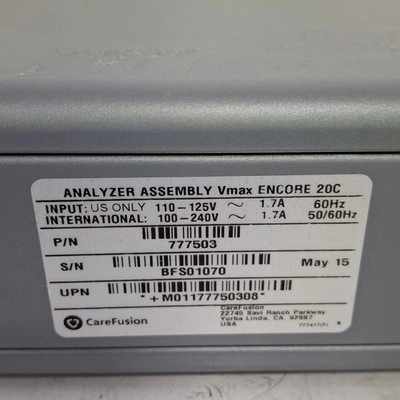 ANALYZER ASSEMBLY Vmax ENCORE 20C
INPUT: US ONLY 110-125V ~ 1.7A 60Hz
INTERNATIONAL: 100-240V ~ 1.7A 50/60Hz
P/N
777503
S/N
BFS01070
May 15
UPN
*+M01177750308*
CareFusion
CareFusion
22745 Savi Ranch Parkway
Yorba Linda, CA. 92887
USA